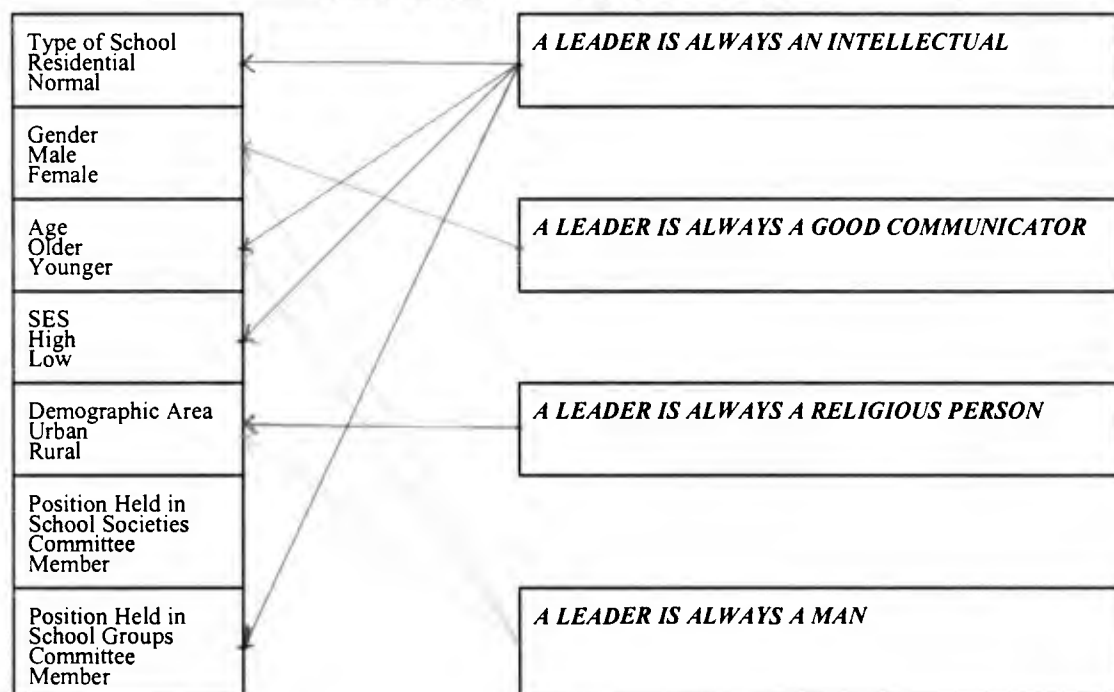 Type of School
Residential
Normal
A LEADER IS ALWAYS AN INTELLECTUAL
Gender
Male
Female
Age
Older
Younger
A LEADER IS ALWAYS A GOOD COMMUNICATOR
SES
High
Low
Demographic Area
Urban
Rural
A LEADER IS ALWAYS A RELIGIOUS PERSON
Position Held in
School Societies
Committee
Member
Position Held in
School Groups
Committee
Member
A LEADER IS ALWAYS A MAN